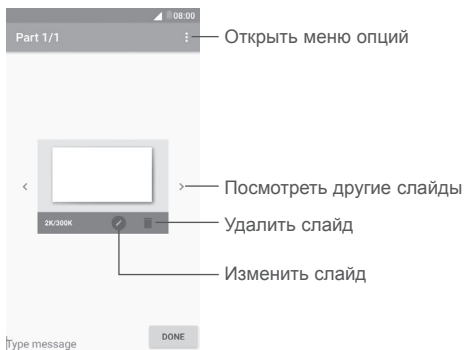 08:00
Part 1/1
Открыть меню опций
Посмотреть другие слайды
2K/300K
Удалить слайд
Изменить слайд
DONE
Type message